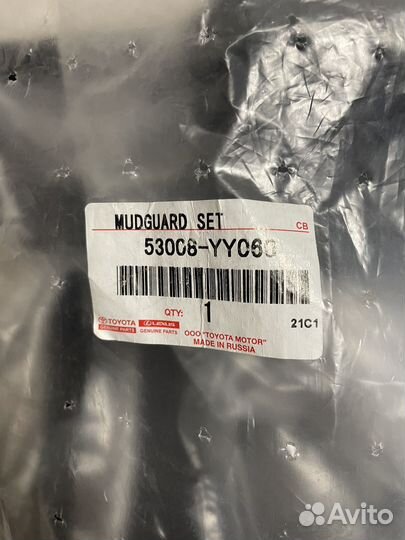 MUDGUARD SET
CB
53008-YY060
QTY: 1
21C1
TOYOTA LEXUS
GENUINE PARTS GENUINE PARTS
OOO "TOYOTA MOTOR"
MADE IN RUSSIA
Avito